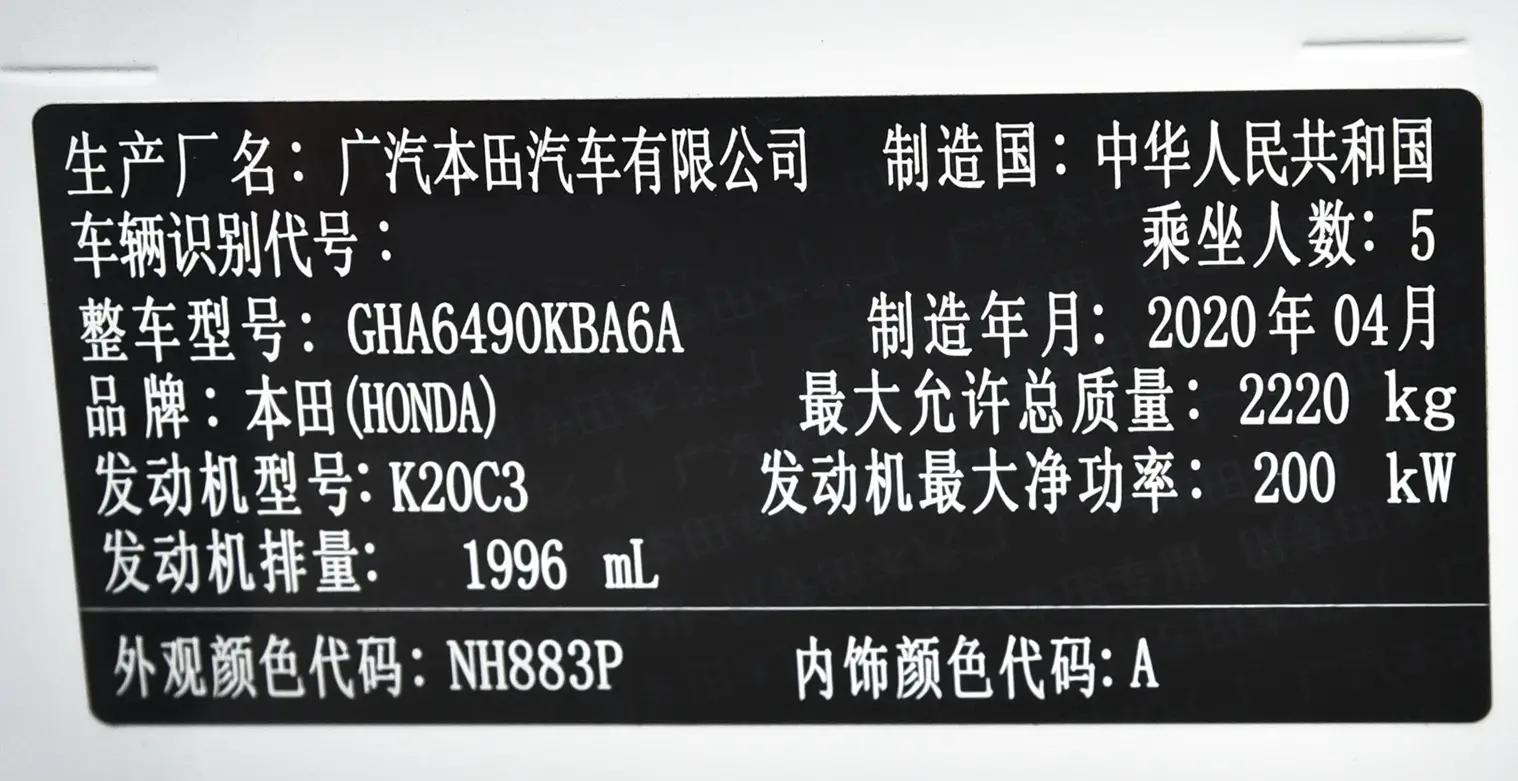 生产厂名：广汽本田汽车有限公司 制造国：中华人民共和国
车辆识别代号： 乘坐人数：5
整车型号：GHA6490KBA6A 制造年月：2020年04月
品牌：本田(HONDA) 最大允许总质量：2220 kg
发动机型号：K20C3 发动机最大净功率：200 kW
发动机排量： 1996 mL
外观颜色代码：NH883P 内饰颜色代码：A